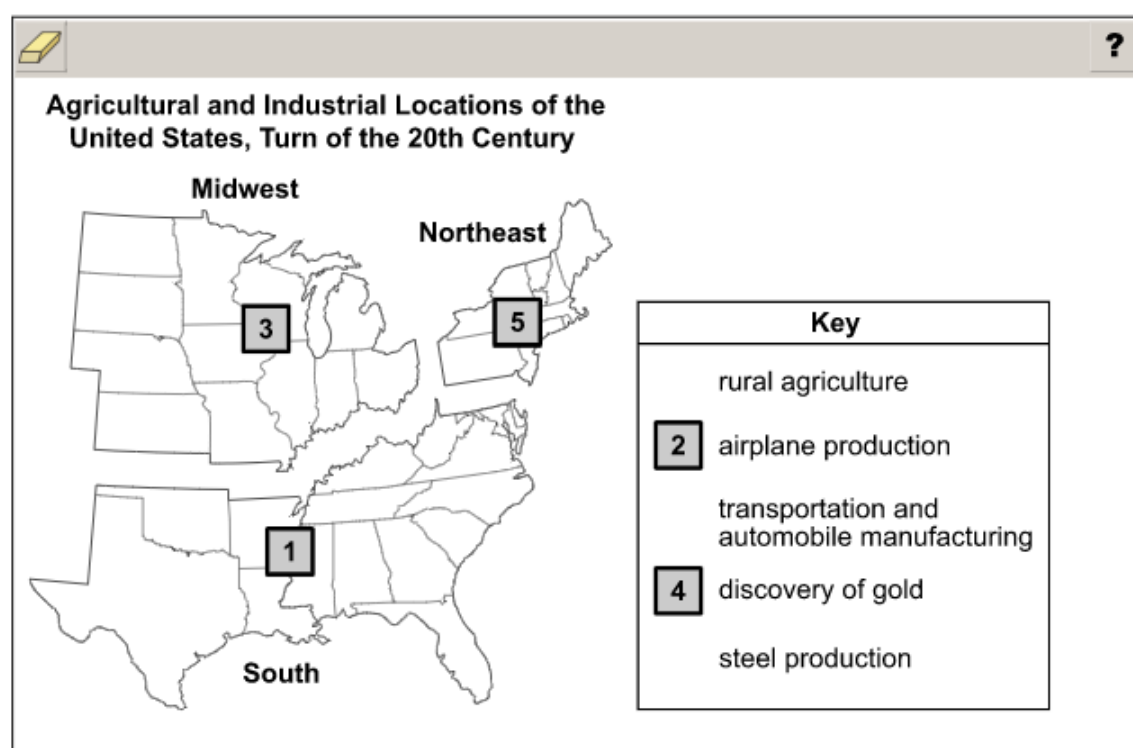 ?
Agricultural and Industrial Locations of the
United States, Turn of the 20th Century
Midwest
Northeast
3
5
1
South
Key
rural agriculture
2 airplane production
transportation and
automobile manufacturing
4 discovery of gold
steel production